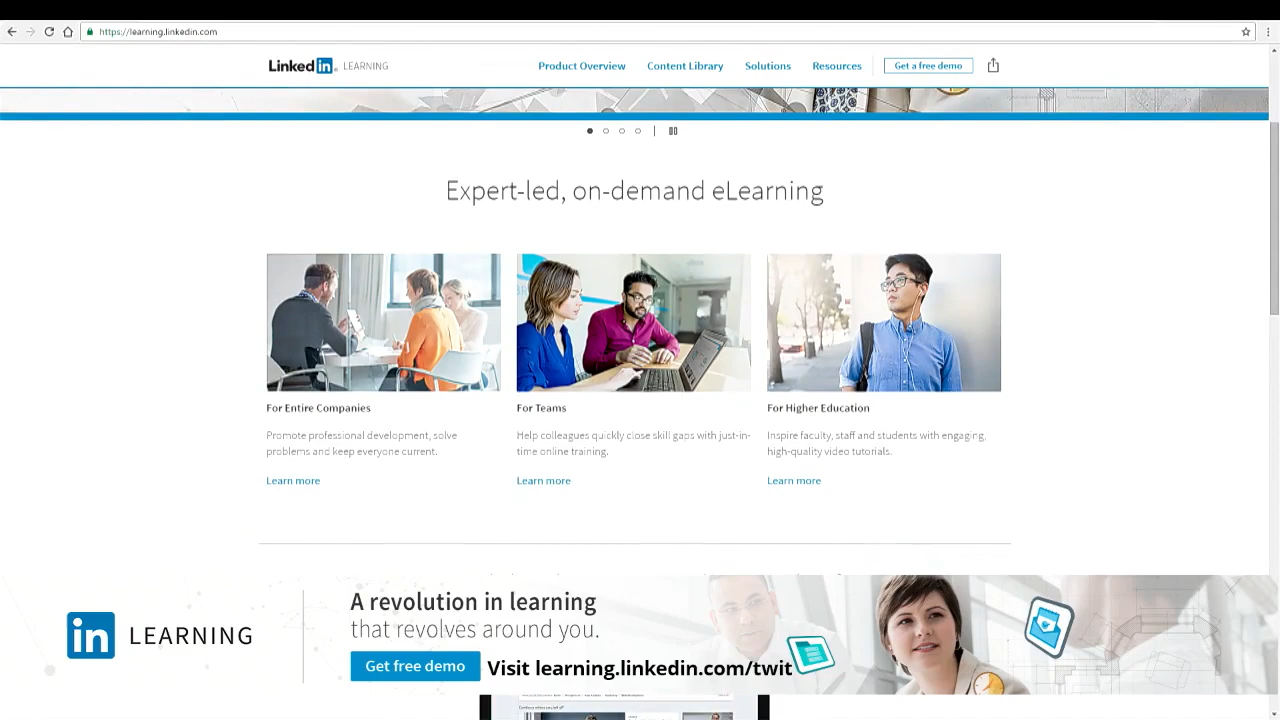 https://learning.linkedin.com
Linked in LEARNING
Product Overview
Content Library
Solutions
Resources
Get a free demo
Expert-led, on-demand eLearning
For Entire Companies
Promote professional development, solve
problems and keep everyone current.
Learn more
For Teams
Help colleagues quickly close skill gaps with just-in-
time online training.
Learn more
For Higher Education
Inspire faculty, staff and students with engaging,
high-quality video tutorials.
Learn more
in LEARNING
A revolution in learning
that revolves around you.
Get free demo
Visit learning.linkedin.com/twit